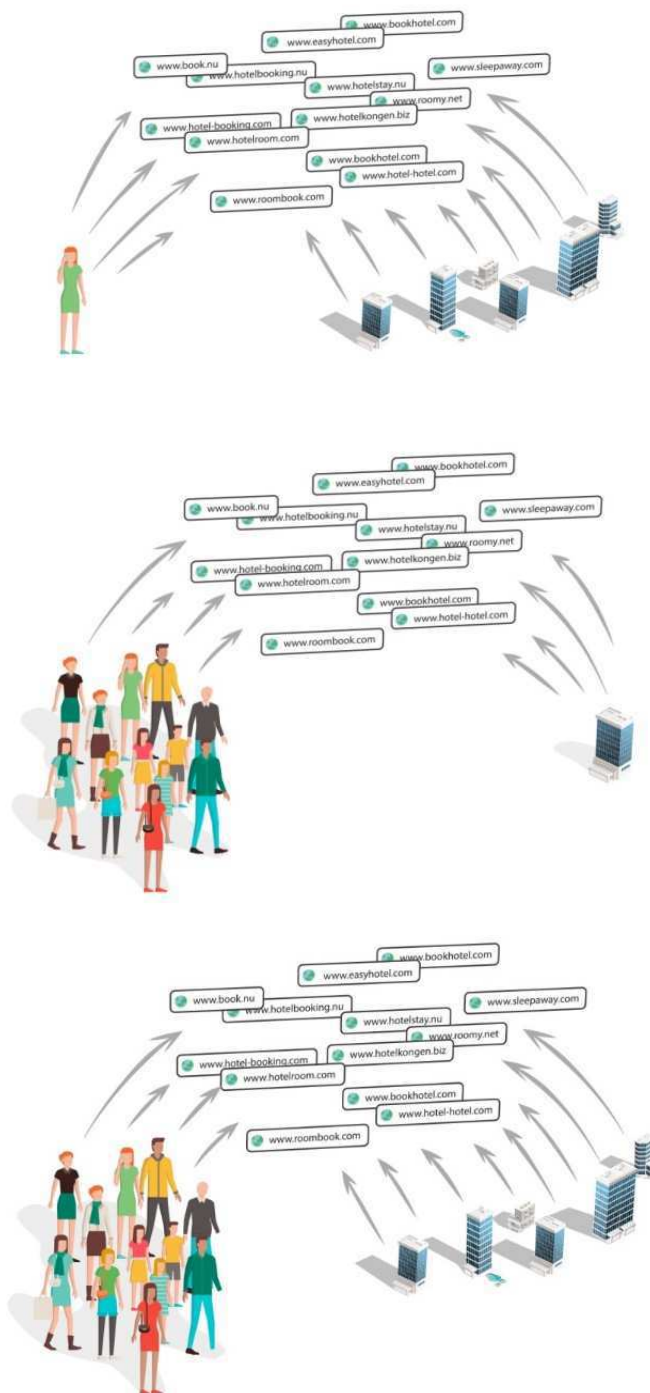 www.bookhotel.com
www.easyhotel.com
www.book.nu
www.hotelbooking.nu
www.sleepaway.com
www.hotelstay.nu
www.roomy.net
www.hotel-booking.com
www.hotelkongen.biz
www.hotelroom.com
www.bookhotel.com
www.hotel-hotel.com
www.roombook.com
www.bookhotel.com
www.easyhotel.com
www.book.nu
www.hotelbooking.nu
www.sleepaway.com
www.hotelstay.nu
www.roomy.net
www.hotel-booking.com
www.hotelkongen.biz
www.hotelroom.com
www.bookhotel.com
www.hotel-hotel.com
www.roombook.com
www.bookhotel.com
www.easyhotel.com
www.book.nu
www.hotelbooking.nu
www.sleepaway.com
www.hotelstay.nu
www.roomy.net
www.hotel-booking.com
www.hotelkongen.biz
www.hotelroom.com
www.bookhotel.com
www.hotel-hotel.com
www.roombook.com